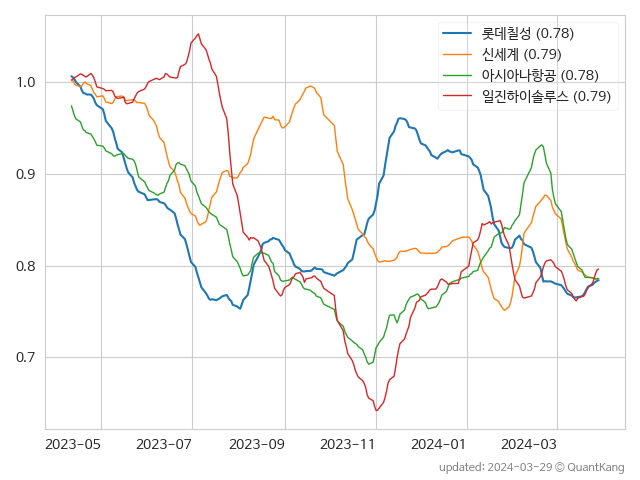 롯데칠성 (0.78)
신세계 (0.79)
아시아나항공 (0.78)
일진하이솔루스 (0.79)
1.0
0.9
0.8
0.7
2023-05 2023-07 2023-09 2023-11 2024-01 2024-03
updated: 2024-03-29 © QuantKang